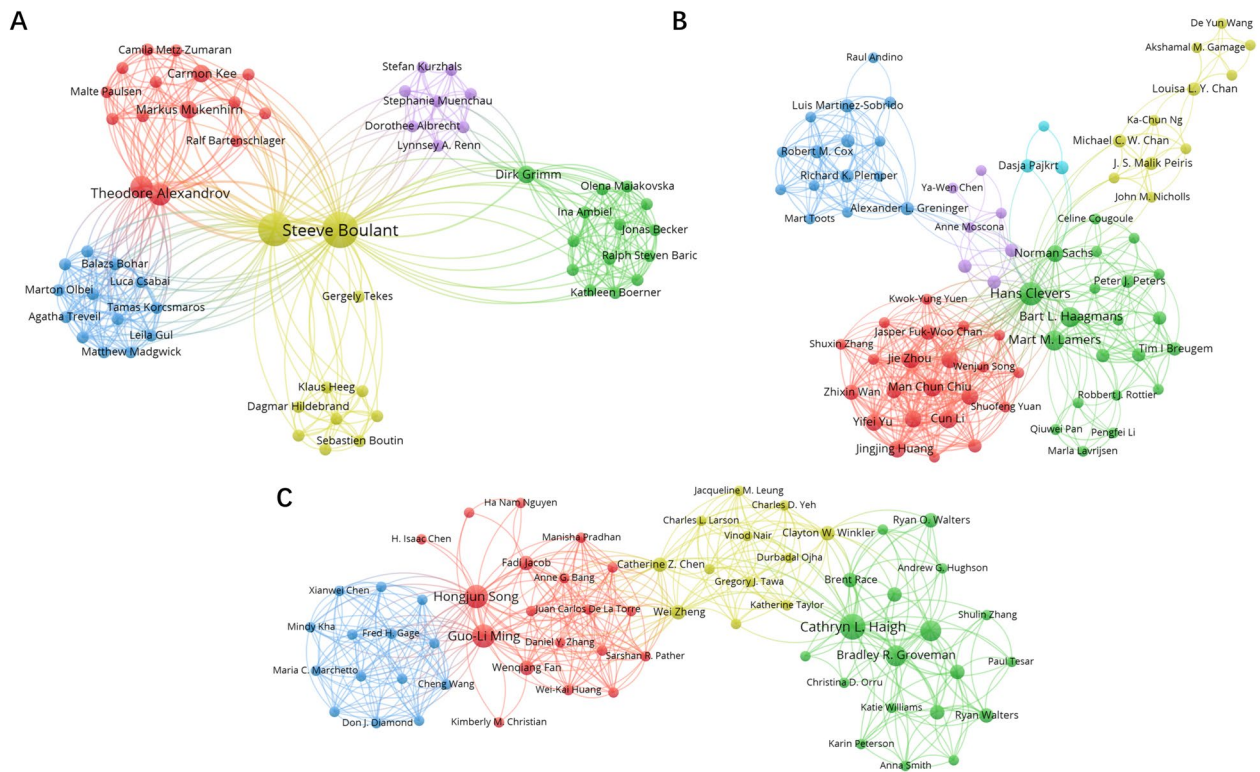 A
Camila Metz-Zumaran
Carmon Kee
Malte Paulsen
Markus Mukenhirn
Ralf Bartenschlager
Theodore Alexandrov
Stefan Kurzhals
Stephanie Muenchau
Dorothee Albrecht
Lynnsey A. Renn
Dirk Grimm
Olena Maiakovska
Ina Ambiel
Jonas Becker
Ralph Steven Baric
Kathleen Boerner
Steeve Boulant
Balazs Bohar
Luca Csabai
Marton Olbei
Tamas Korcsmaros
Agatha Treveil
Leila Gul
Matthew Madgwick
Gergely Tekes
Klaus Heeg
Dagmar Hildebrand
Sebastien Boutin
B
De Yun Wang
Akshamal M. Gamage
Louisa L. Y. Chan
Ka-Chun Ng
Michael C. W. Chan
J. S. Malik Peiris
John M. Nicholls
Raul Andino
Luis Martinez-Sobrido
Robert M. Cox
Richard K. Plemper
Mart Toots
Alexander L. Greninger
Dasja Pajkrt
Ya-Wen Chen
Anne Moscona
Celine Cougoule
Norman Sachs
Peter J. Peters
Hans Clevers
Bart L. Haagmans
Mart M. Lamers
Tim I Breugem
Robbert J. Rottier
Qiuwei Pan
Pengfei Li
Marla Lavrijsen
Kwok-Yung Yuen
Jasper Fuk-Woo Chan
Shuxin Zhang
Jie Zhou
Wenjun Song
Zhixin Wan
Man Chun Chiu
Shuofeng Yuan
Yifei Yu
Cun Li
Jingjing Huang
C
Ha Nam Nguyen
H. Isaac Chen
Manisha Pradhan
Fadi Jacob
Anne G. Bang
Hongjun Song
Juan Carlos De La Torre
Guo-Li Ming
Daniel Y. Zhang
Sarshan R. Pather
Wenqiang Fan
Wei-Kai Huang
Kimberly M. Christian
Xianwei Chen
Mindy Kha
Fred H. Gage
Maria C. Marchetto
Cheng Wang
Don J. Diamond
Jacqueline M. Leung
Charles D. Yeh
Charles L. Larson
Vinod Nair
Clayton W. Winkler
Durbadal Ojha
Catherine Z. Chen
Gregory J. Tawa
Katherine Taylor
Wei Zheng
Ryan O. Walters
Andrew G. Hughson
Brent Race
Shulin Zhang
Cathryn L. Haigh
Bradley R. Groveman
Paul Tesar
Christina D. Orru
Katie Williams
Ryan Walters
Karin Peterson
Anna Smith